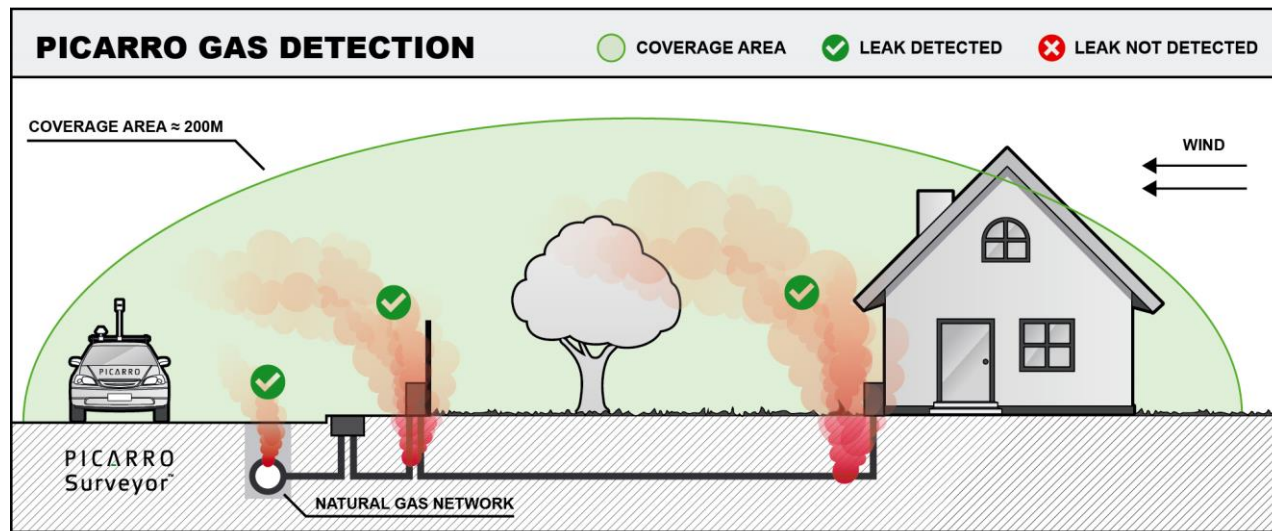 PICARRO GAS DETECTION
COVERAGE AREA
LEAK DETECTED
LEAK NOT DETECTED
COVERAGE AREA ≈ 200M
WIND
PICARRO
PICARRO
Surveyor™
NATURAL GAS NETWORK